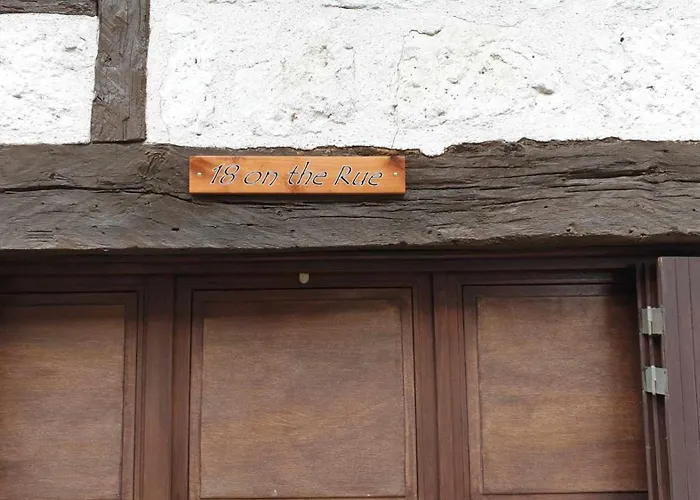 18 on the Rue